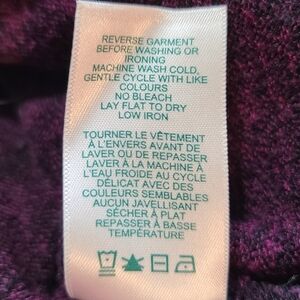 REVERSE GARMENT
BEFORE WASHING OR
IRONING
MACHINE WASH COLD,
GENTLE CYCLE WITH LIKE
COLOURS
NO BLEACH
LAY FLAT TO DRY
LOW IRON
TOURNER LE VÊTEMENT
À L'ENVERS AVANT DE
LAVER OU DE REPASSER
LAVER À LA MACHINE À
L'EAU FROIDE AU CYCLE
DÉLICAT AVEC DES
COULEURS SEMBLABLES
AUCUN JAVELLISANT
SÉCHER À PLAT
REPASSER À BASSE
TEMPÉRATURE